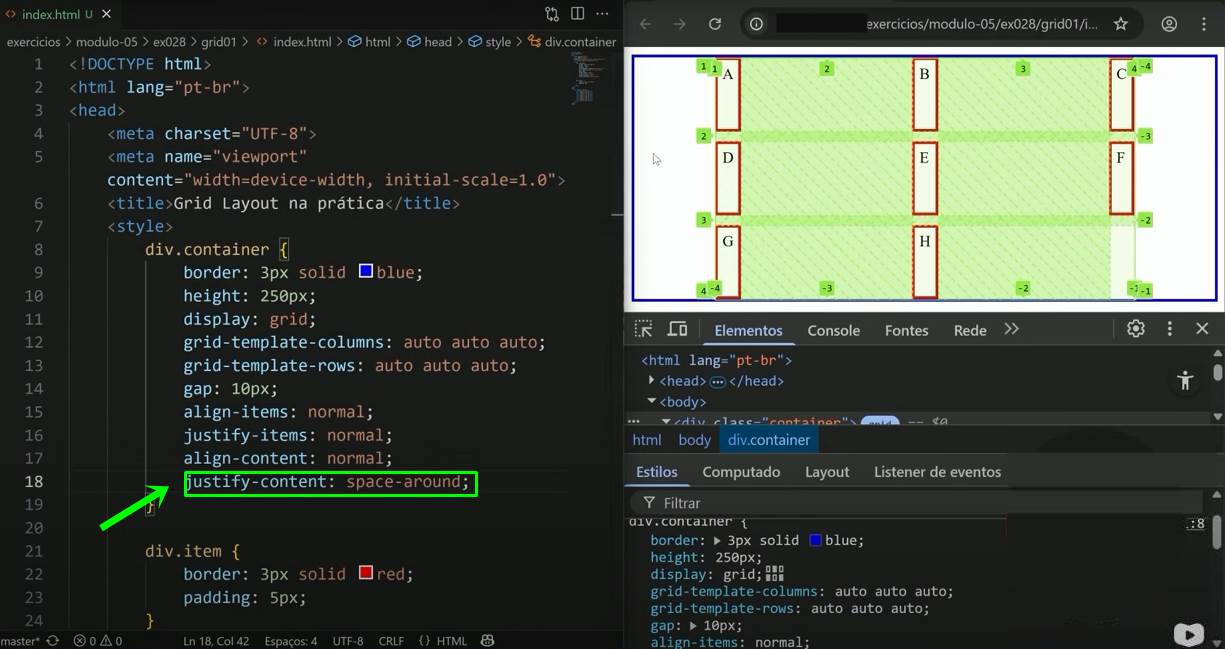 index.html U
exercicios > modulo-05 > ex028 > grid01 > index.html > html > head > style > div.container
1 <!DOCTYPE html>
2 <html lang="pt-br">
3 <head>
4 <meta charset="UTF-8">
5 <meta name="viewport"
content="width=device-width, initial-scale=1.0">
6 <title>Grid Layout na prática</title>
7 <style>
8 div.container {
9 border: 3px solid blue;
10 height: 250px;
11 display: grid;
12 grid-template-columns: auto auto auto;
13 grid-template-rows: auto auto auto;
14 gap: 10px;
15 align-items: normal;
16 justify-items: normal;
17 align-content: normal;
18 justify-content: space-around;
19 }
20
21 div.item {
22 border: 3px solid red;
23 padding: 5px;
24 }
master* 0 0 Ln 18, Col 42 Espaços: 4 UTF-8 CRLF {} HTML
exercicios/modulo-05/ex028/grid01/i...
1 1 2 3 4 -4
A B C
2 -3
D E F
3 -2
G H
4 -4 -3 -2 -1 -1
Elementos Console Fontes Rede
<html lang="pt-br">
<head> ... </head>
<body>
<div class="container"> grid == $0
html body div.container
Estilos Computado Layout Listener de eventos
Filtrar
div.container { .:8
border: 3px solid blue;
height: 250px;
display: grid;
grid-template-columns: auto auto auto;
grid-template-rows: auto auto auto;
gap: 10px;
align-items: normal;